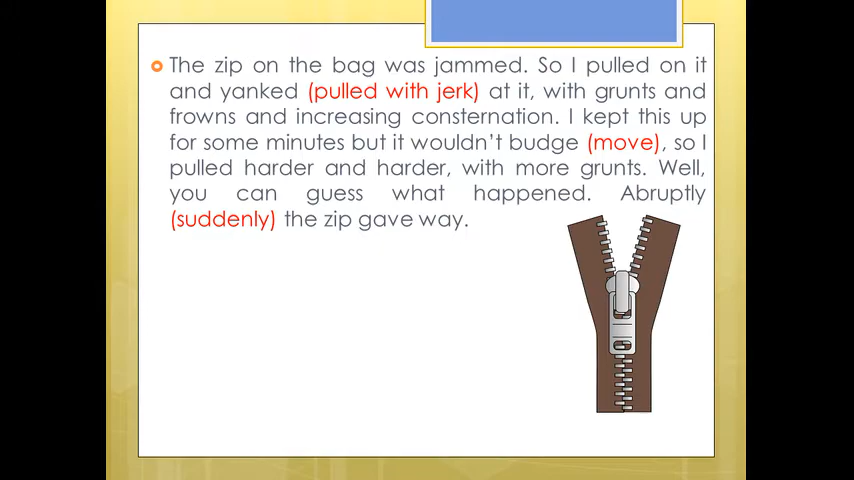 The zip on the bag was jammed. So I pulled on it
and yanked (pulled with jerk) at it, with grunts and
frowns and increasing consternation. I kept this up
for some minutes but it wouldn’t budge (move), so I
pulled harder and harder, with more grunts. Well,
you can guess what happened. Abruptly
(suddenly) the zip gave way.